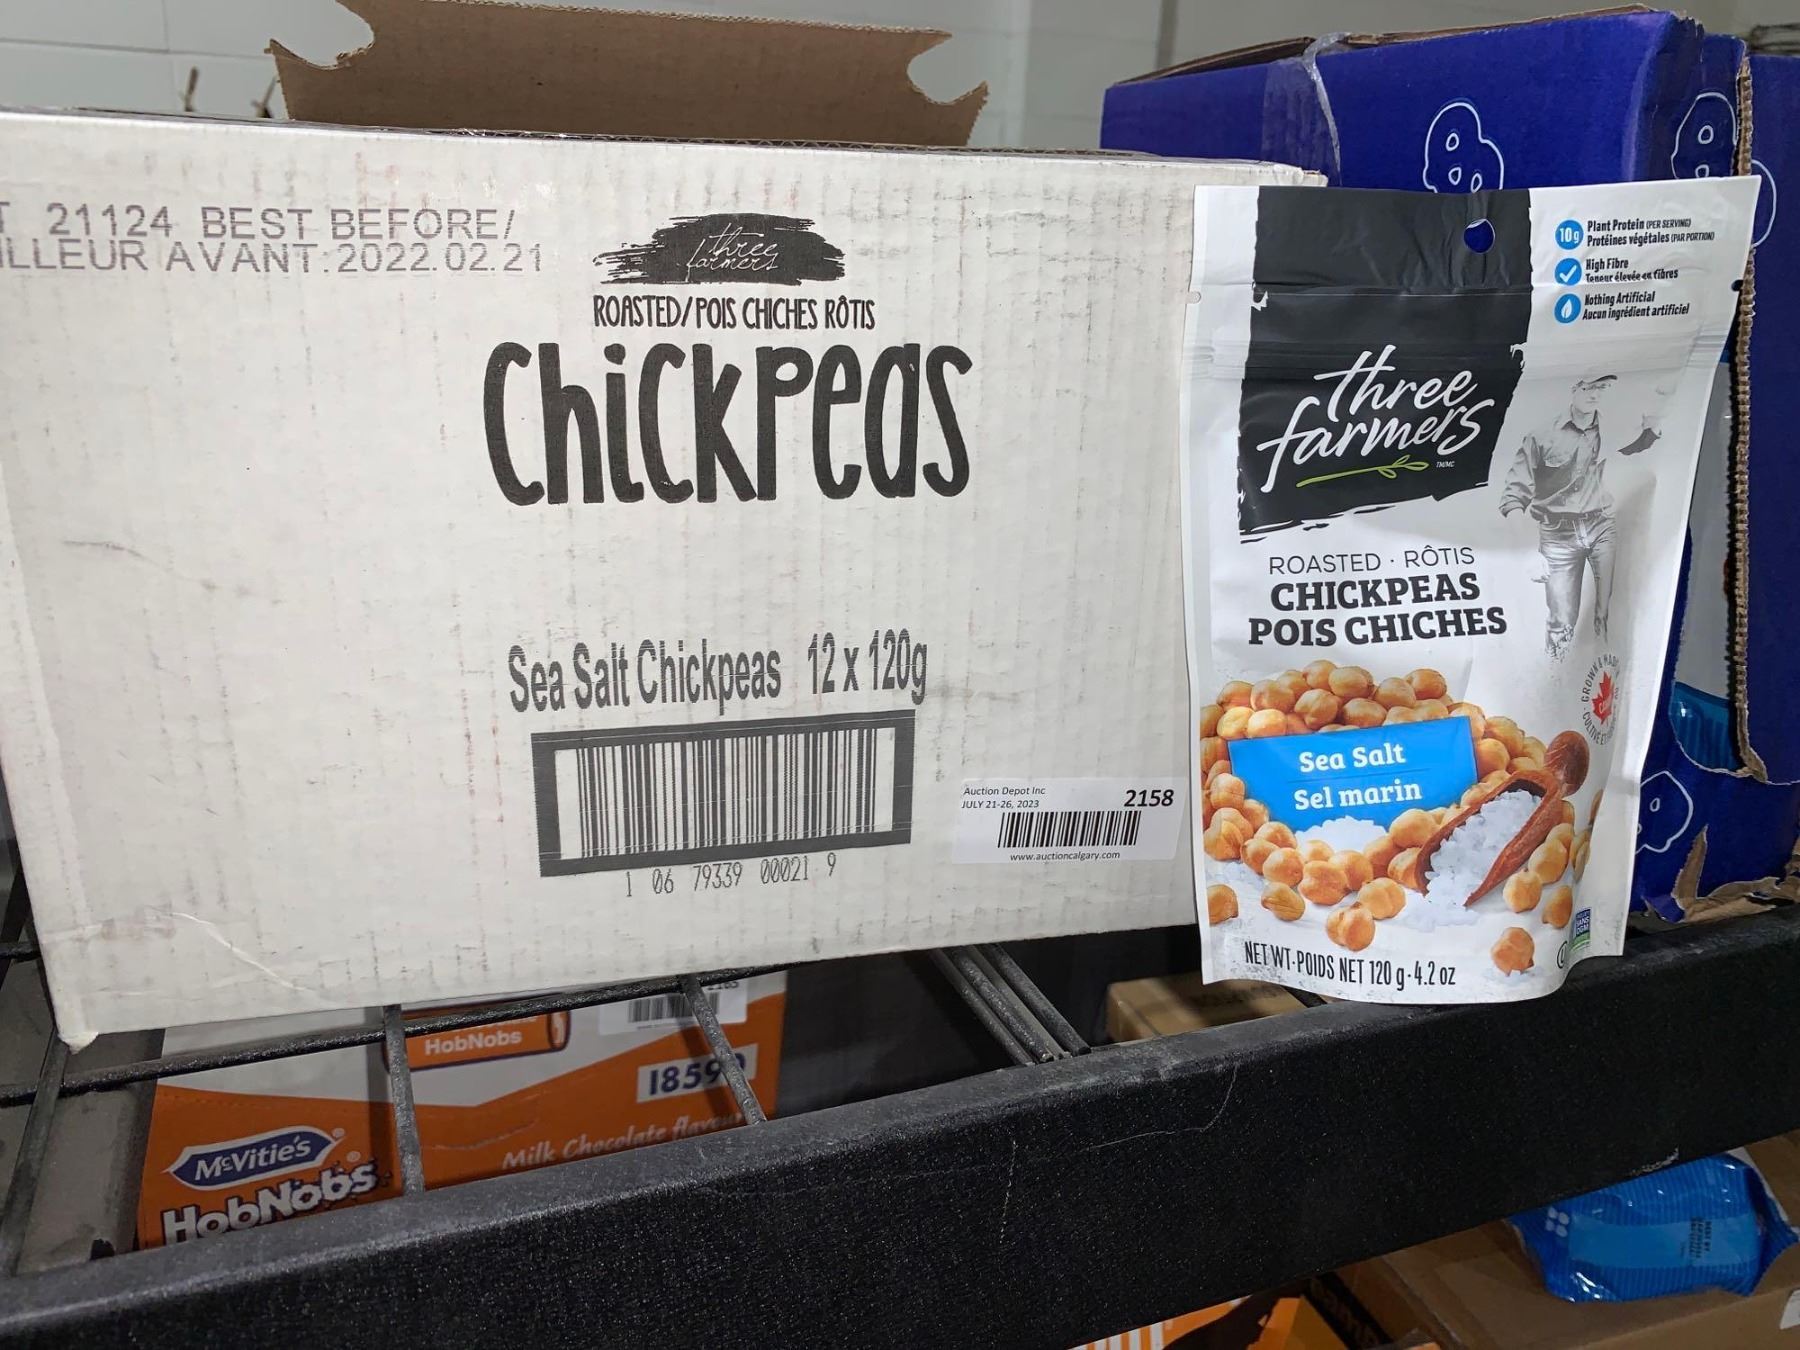 21124 BEST BEFORE/
ILLEUR AVANT:2022.02.21
three
farmers
ROASTED/POIS CHICHES RÔTIS
Chickpeas
Sea Salt Chickpeas 12 x 120g
1 06 79339 00021 9
Auction Depot Inc
JULY 21-26, 2023
2158
www.auctioncalgary.com
10g Plant Protein (PER SERVING)
Protéines végétales (PAR PORTION)
High Fibre
Teneur élevée en fibres
Nothing Artificial
Aucun ingrédient artificiel
three
farmers
TM/MC
ROASTED · RÔTIS
CHICKPEAS
POIS CHICHES
Sea Salt
Sel marin
NET WT·POIDS NET 120 g·4.2 oz
HobNobs
1859
McVitie's
HobNobs
Milk Chocolate